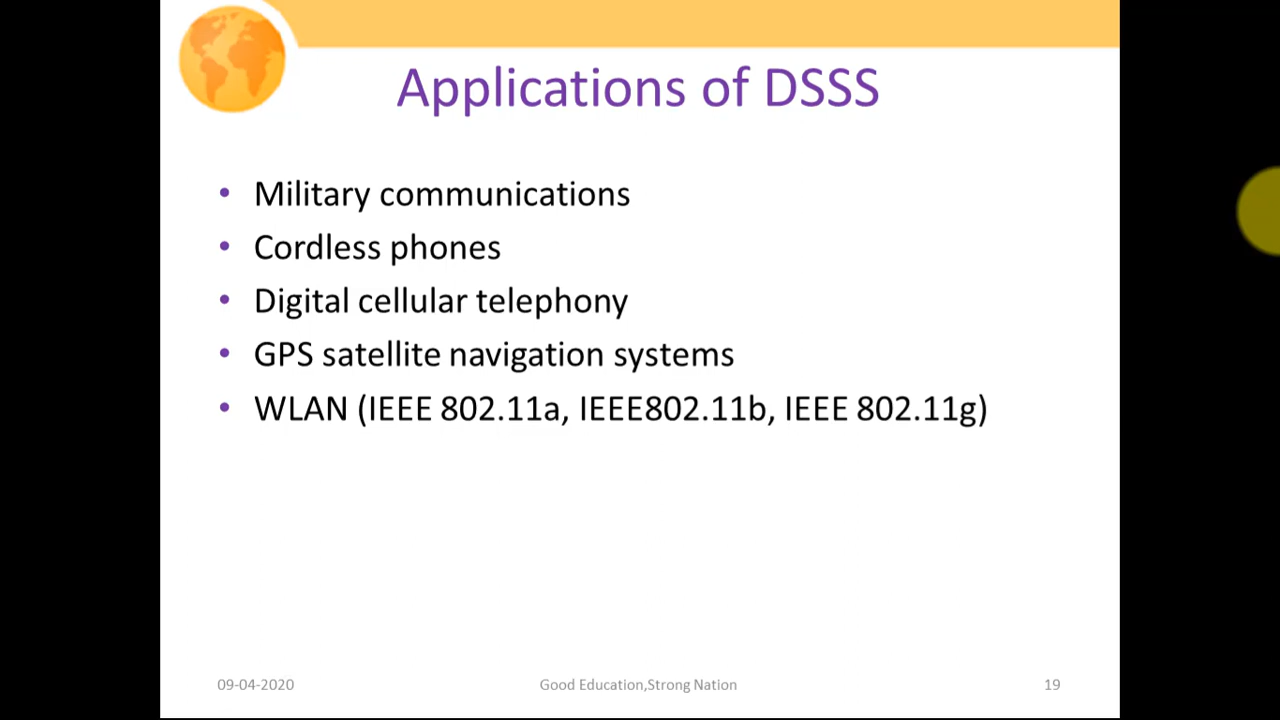 Applications of DSSS
• Military communications
• Cordless phones
• Digital cellular telephony
• GPS satellite navigation systems
• WLAN (IEEE 802.11a, IEEE802.11b, IEEE 802.11g)
09-04-2020 Good Education,Strong Nation 19